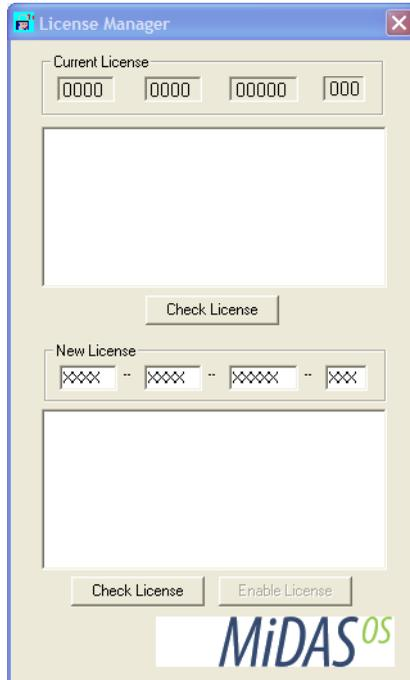 License Manager
Current License
0000 0000 00000 000
Check License
New License
XXXX -- XXXX -- XXXXX -- XXX
Check License Enable License
MiDAS OS